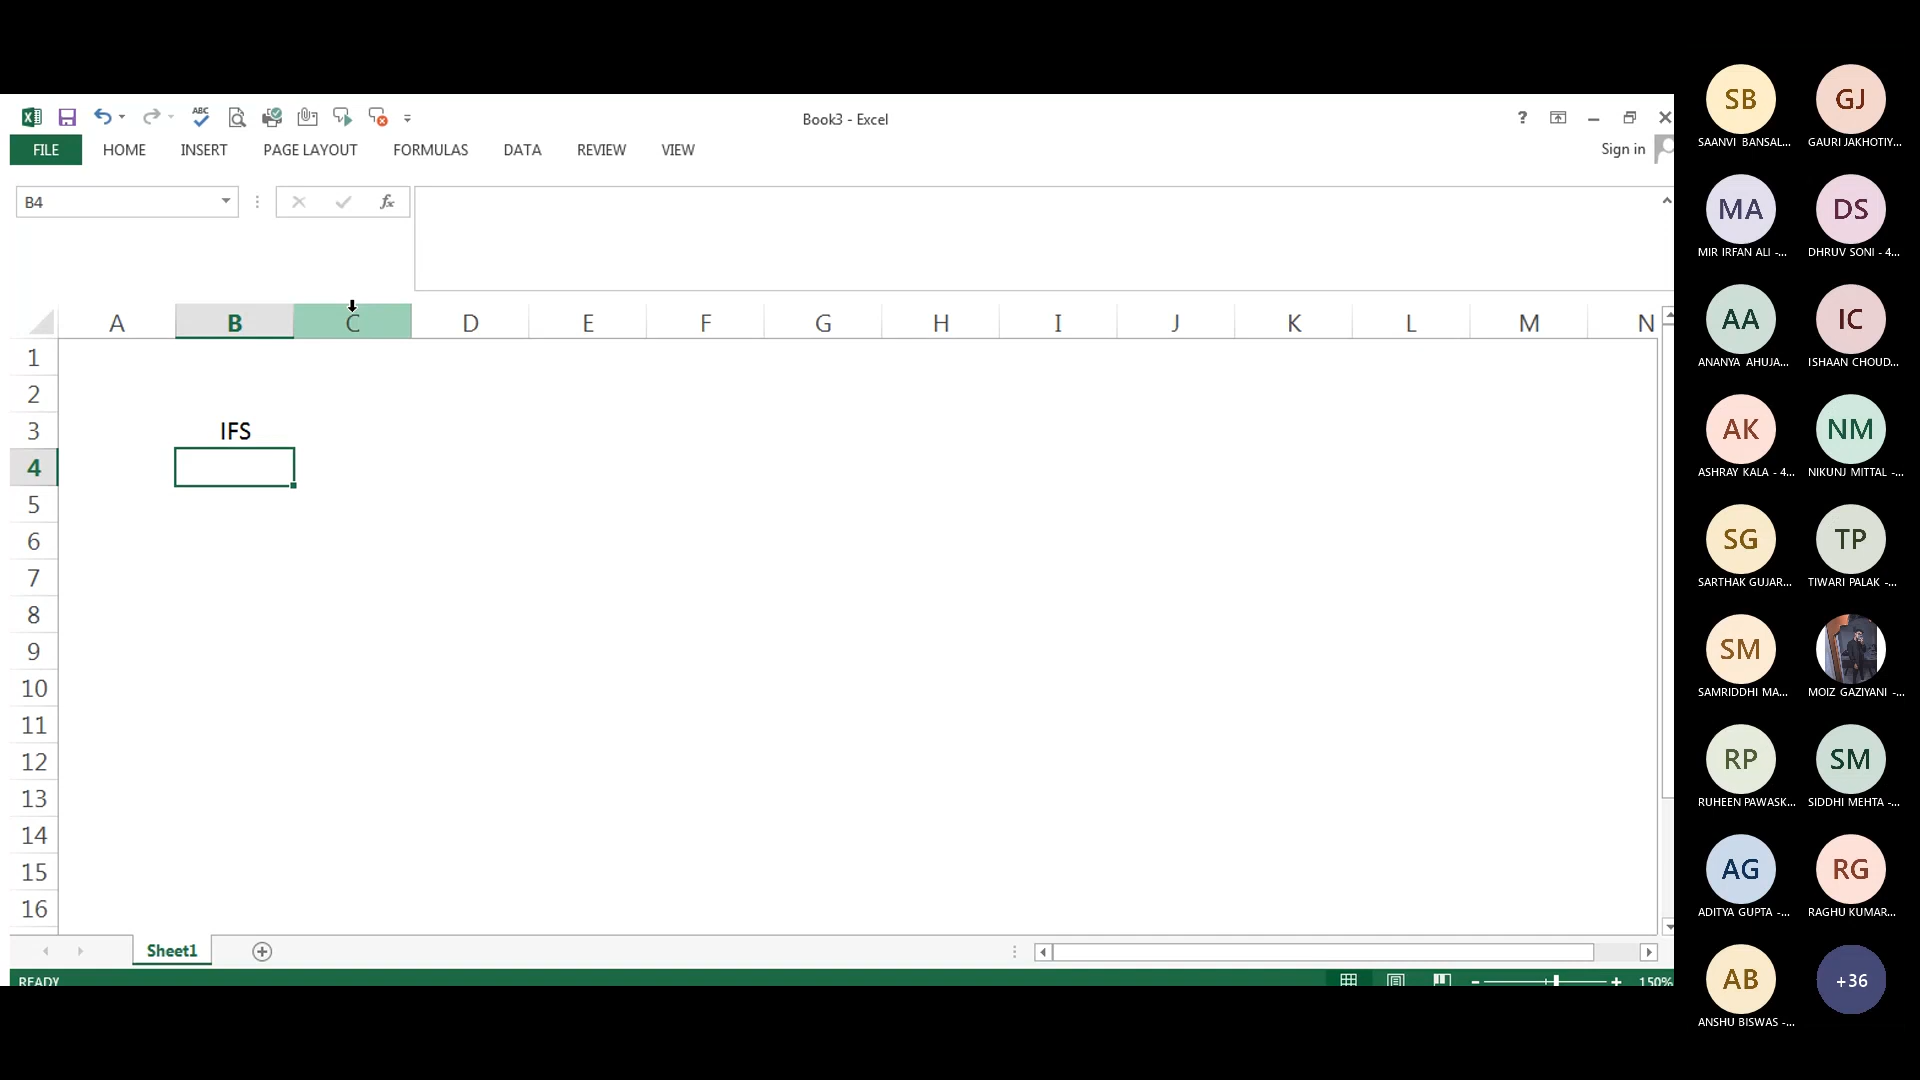 Book3 - Excel
?
FILE HOME INSERT PAGE LAYOUT FORMULAS DATA REVIEW VIEW Sign in
B4 fx
A B C D E F G H I J K L M N
1
2
3 IFS
4
5
6
7
8
9
10
11
12
13
14
15
16
Sheet1
READY 150%
SB GJ
SAANVI BANSAL... GAURI JAKHOTIY...
MA DS
MIR IRFAN ALI -... DHRUV SONI - 4...
AA IC
ANANYA AHUJA... ISHAAN CHOUD...
AK NM
ASHRAY KALA - 4... NIKUNJ MITTAL -...
SG TP
SARTHAK GUJAR... TIWARI PALAK -...
SM
SAMRIDDHI MA... MOIZ GAZIYANI -...
RP SM
RUHEEN PAWASK... SIDDHI MEHTA -...
AG RG
ADITYA GUPTA -... RAGHU KUMAR...
AB +36
ANSHU BISWAS -...